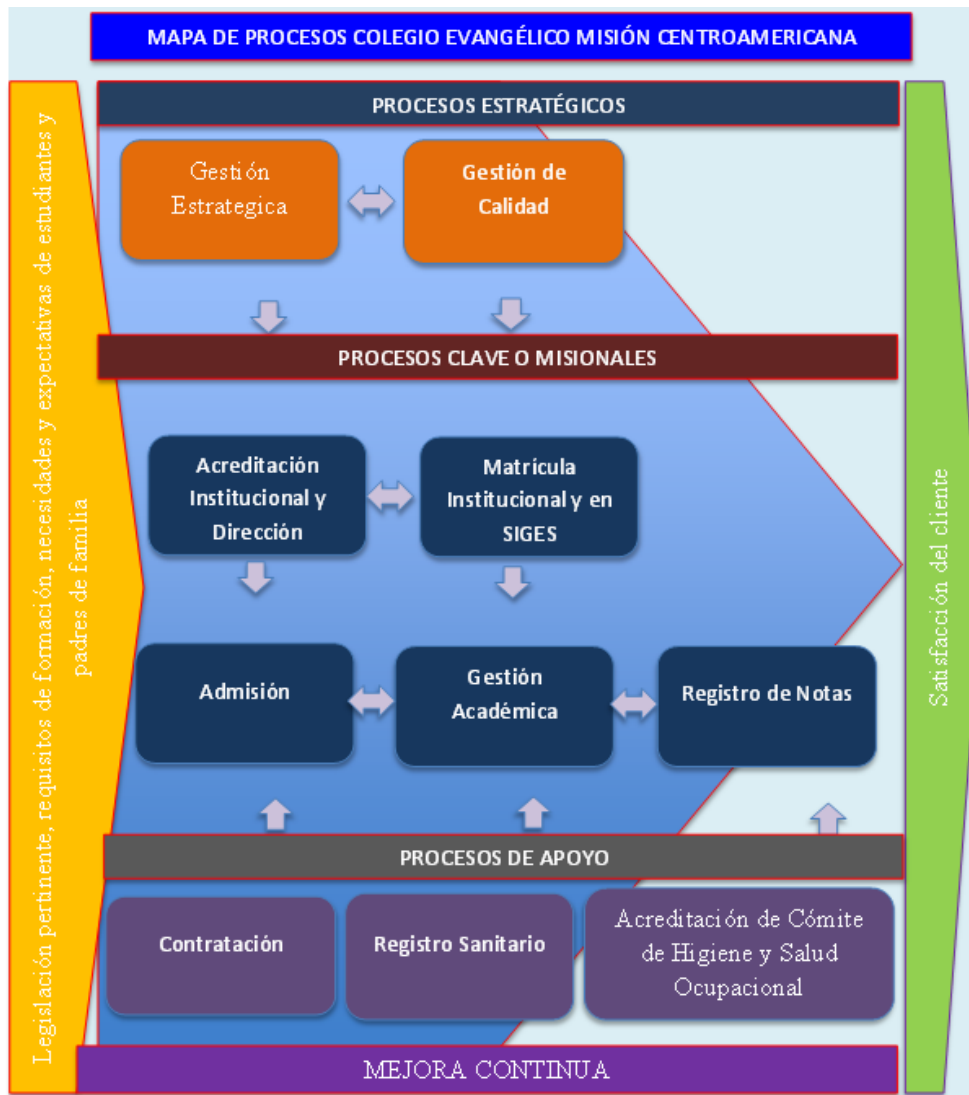 MAPA DE PROCESOS COLEGIO EVANGÉLICO MISIÓN CENTROAMERICANA
Legislación pertinente, requisitos de formación, necesidades y expectativas de estudiantes y
padres de familia
PROCESOS ESTRATÉGICOS
Gestión
Estrategica
Gestión de
Calidad
PROCESOS CLAVE O MISIONALES
Acreditación
Institucional y
Dirección
Matrícula
Institucional y en
SIGES
Admisión
Gestión
Académica
Registro de Notas
PROCESOS DE APOYO
Contratación
Registro Sanitario
Acreditación de Cómite
de Higiene y Salud
Ocupacional
MEJORA CONTINUA
Satisfacción del cliente